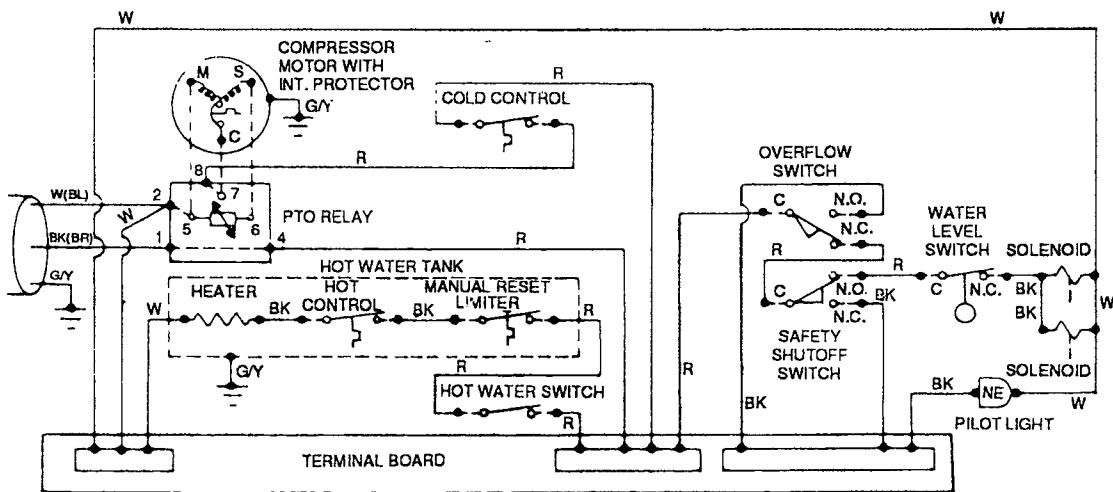 W W
COMPRESSOR
MOTOR WITH
INT. PROTECTOR
M S
G/Y
C
R
COLD CONTROL
R
8
7
W(BL) 2
W
5 6
PTO RELAY
BK(BR) 1
4
R
G/Y
HOT WATER TANK
HEATER
HOT
CONTROL
MANUAL RESET
LIMITER
W
BK
BK
R
G/Y
R
HOT WATER SWITCH
R
OVERFLOW
SWITCH
C
N.O.
N.C.
R
WATER
LEVEL
SWITCH
R
C
N.O.
N.C.
BK
C
N.C.
SOLENOID
BK
BK
W
SAFETY
SHUTOFF
SWITCH
SOLENOID
R
BK
BK
NE
W
PILOT LIGHT
TERMINAL BOARD